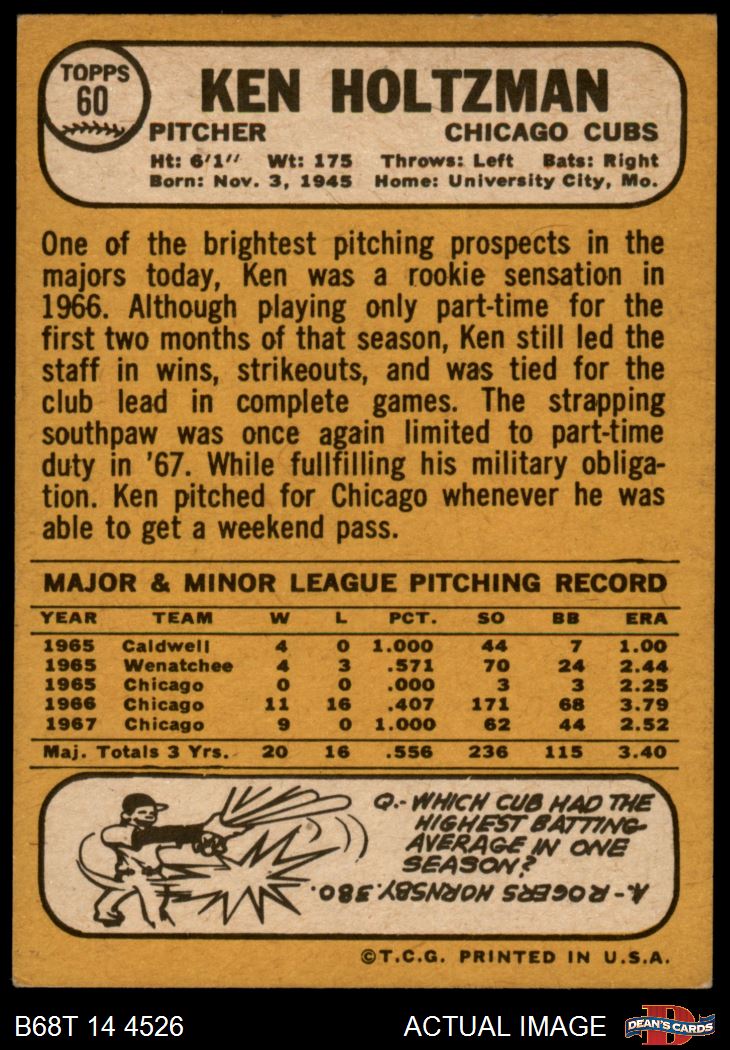 TOPPS
60
KEN HOLTZMAN
PITCHER CHICAGO CUBS
Ht: 6'1'' Wt: 175 Throws: Left Bats: Right
Born: Nov. 3, 1945 Home: University City, Mo.
One of the brightest pitching prospects in the
majors today, Ken was a rookie sensation in
1966. Although playing only part-time for the
first two months of that season, Ken still led the
staff in wins, strikeouts, and was tied for the
club lead in complete games. The strapping
southpaw was once again limited to part-time
duty in '67. While fullfilling his military obliga-
tion. Ken pitched for Chicago whenever he was
able to get a weekend pass.
MAJOR & MINOR LEAGUE PITCHING RECORD
YEAR TEAM W L PCT. SO BB ERA
1965 Caldwell 4 0 1.000 44 7 1.00
1965 Wenatchee 4 3 .571 70 24 2.44
1965 Chicago 0 0 .000 3 3 2.25
1966 Chicago 11 16 .407 171 68 3.79
1967 Chicago 9 0 1.000 62 44 2.52
Maj. Totals 3 Yrs. 20 16 .556 236 115 3.40
Q.- WHICH CUB HAD THE
HIGHEST BATTING
AVERAGE IN ONE
SEASON?
A.- ROGERS HORNSBY .380.
©T.C.G. PRINTED IN U.S.A.
B68T 14 4526 ACTUAL IMAGE
D
DEAN'S CARDS